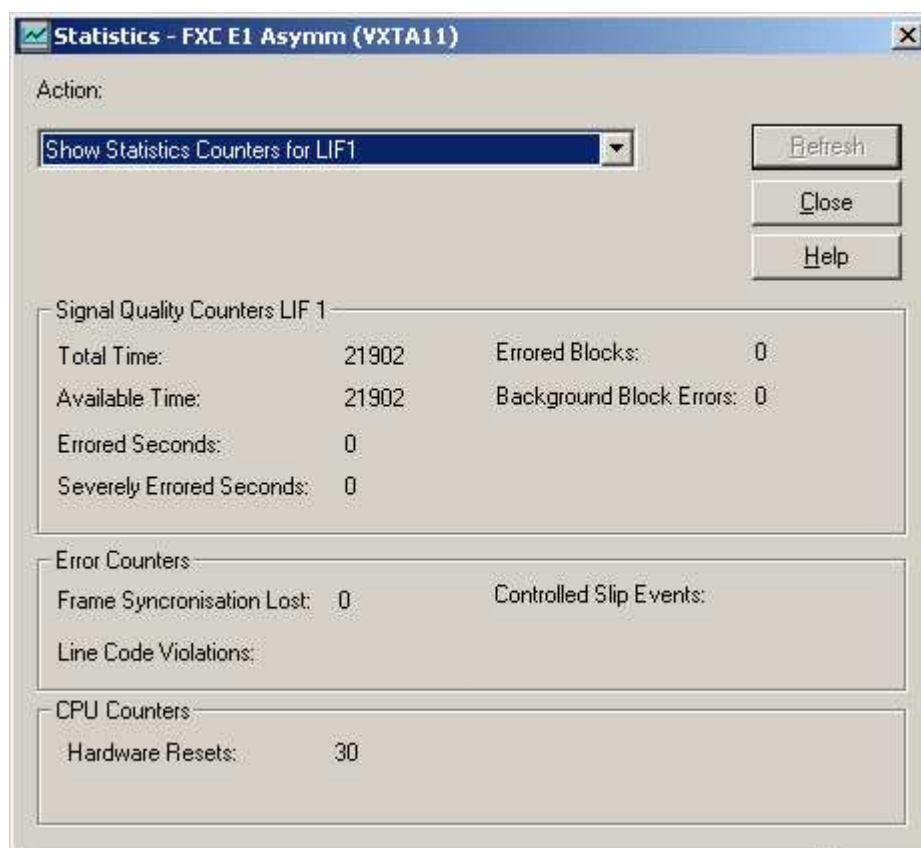 Statistics - FXC E1 Asymm (VXTA11)
Action:
Show Statistics Counters for LIF1
Refresh
Close
Help
Signal Quality Counters LIF 1
Total Time: 21902 Errored Blocks: 0
Available Time: 21902 Background Block Errors: 0
Errored Seconds: 0
Severely Errored Seconds: 0
Error Counters
Frame Syncronisation Lost: 0 Controlled Slip Events:
Line Code Violations:
CPU Counters
Hardware Resets: 30